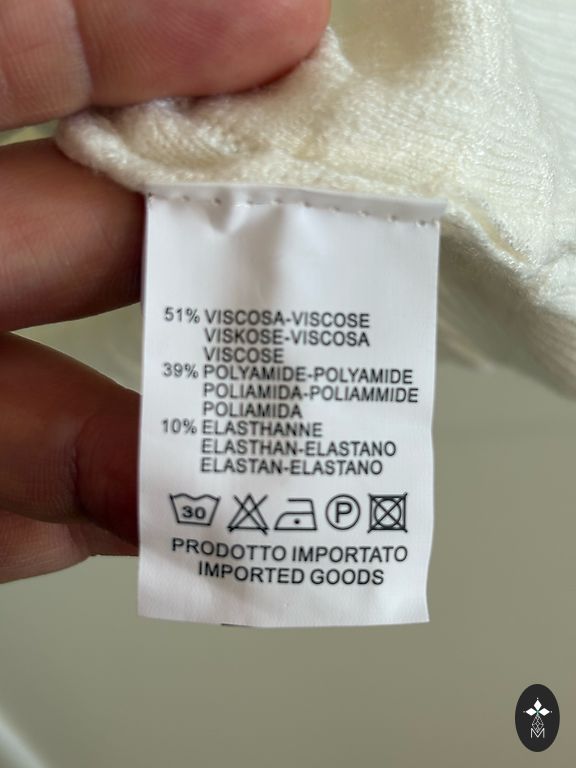 51% VISCOSA-VISCOSE
VISKOSE-VISCOSA
VISCOSE
39% POLYAMIDE-POLYAMIDE
POLIAMIDA-POLIAMMIDE
POLIAMIDA
10% ELASTHANNE
ELASTHAN-ELASTANO
ELASTAN-ELASTANO
30 P
PRODOTTO IMPORTATO
IMPORTED GOODS
M